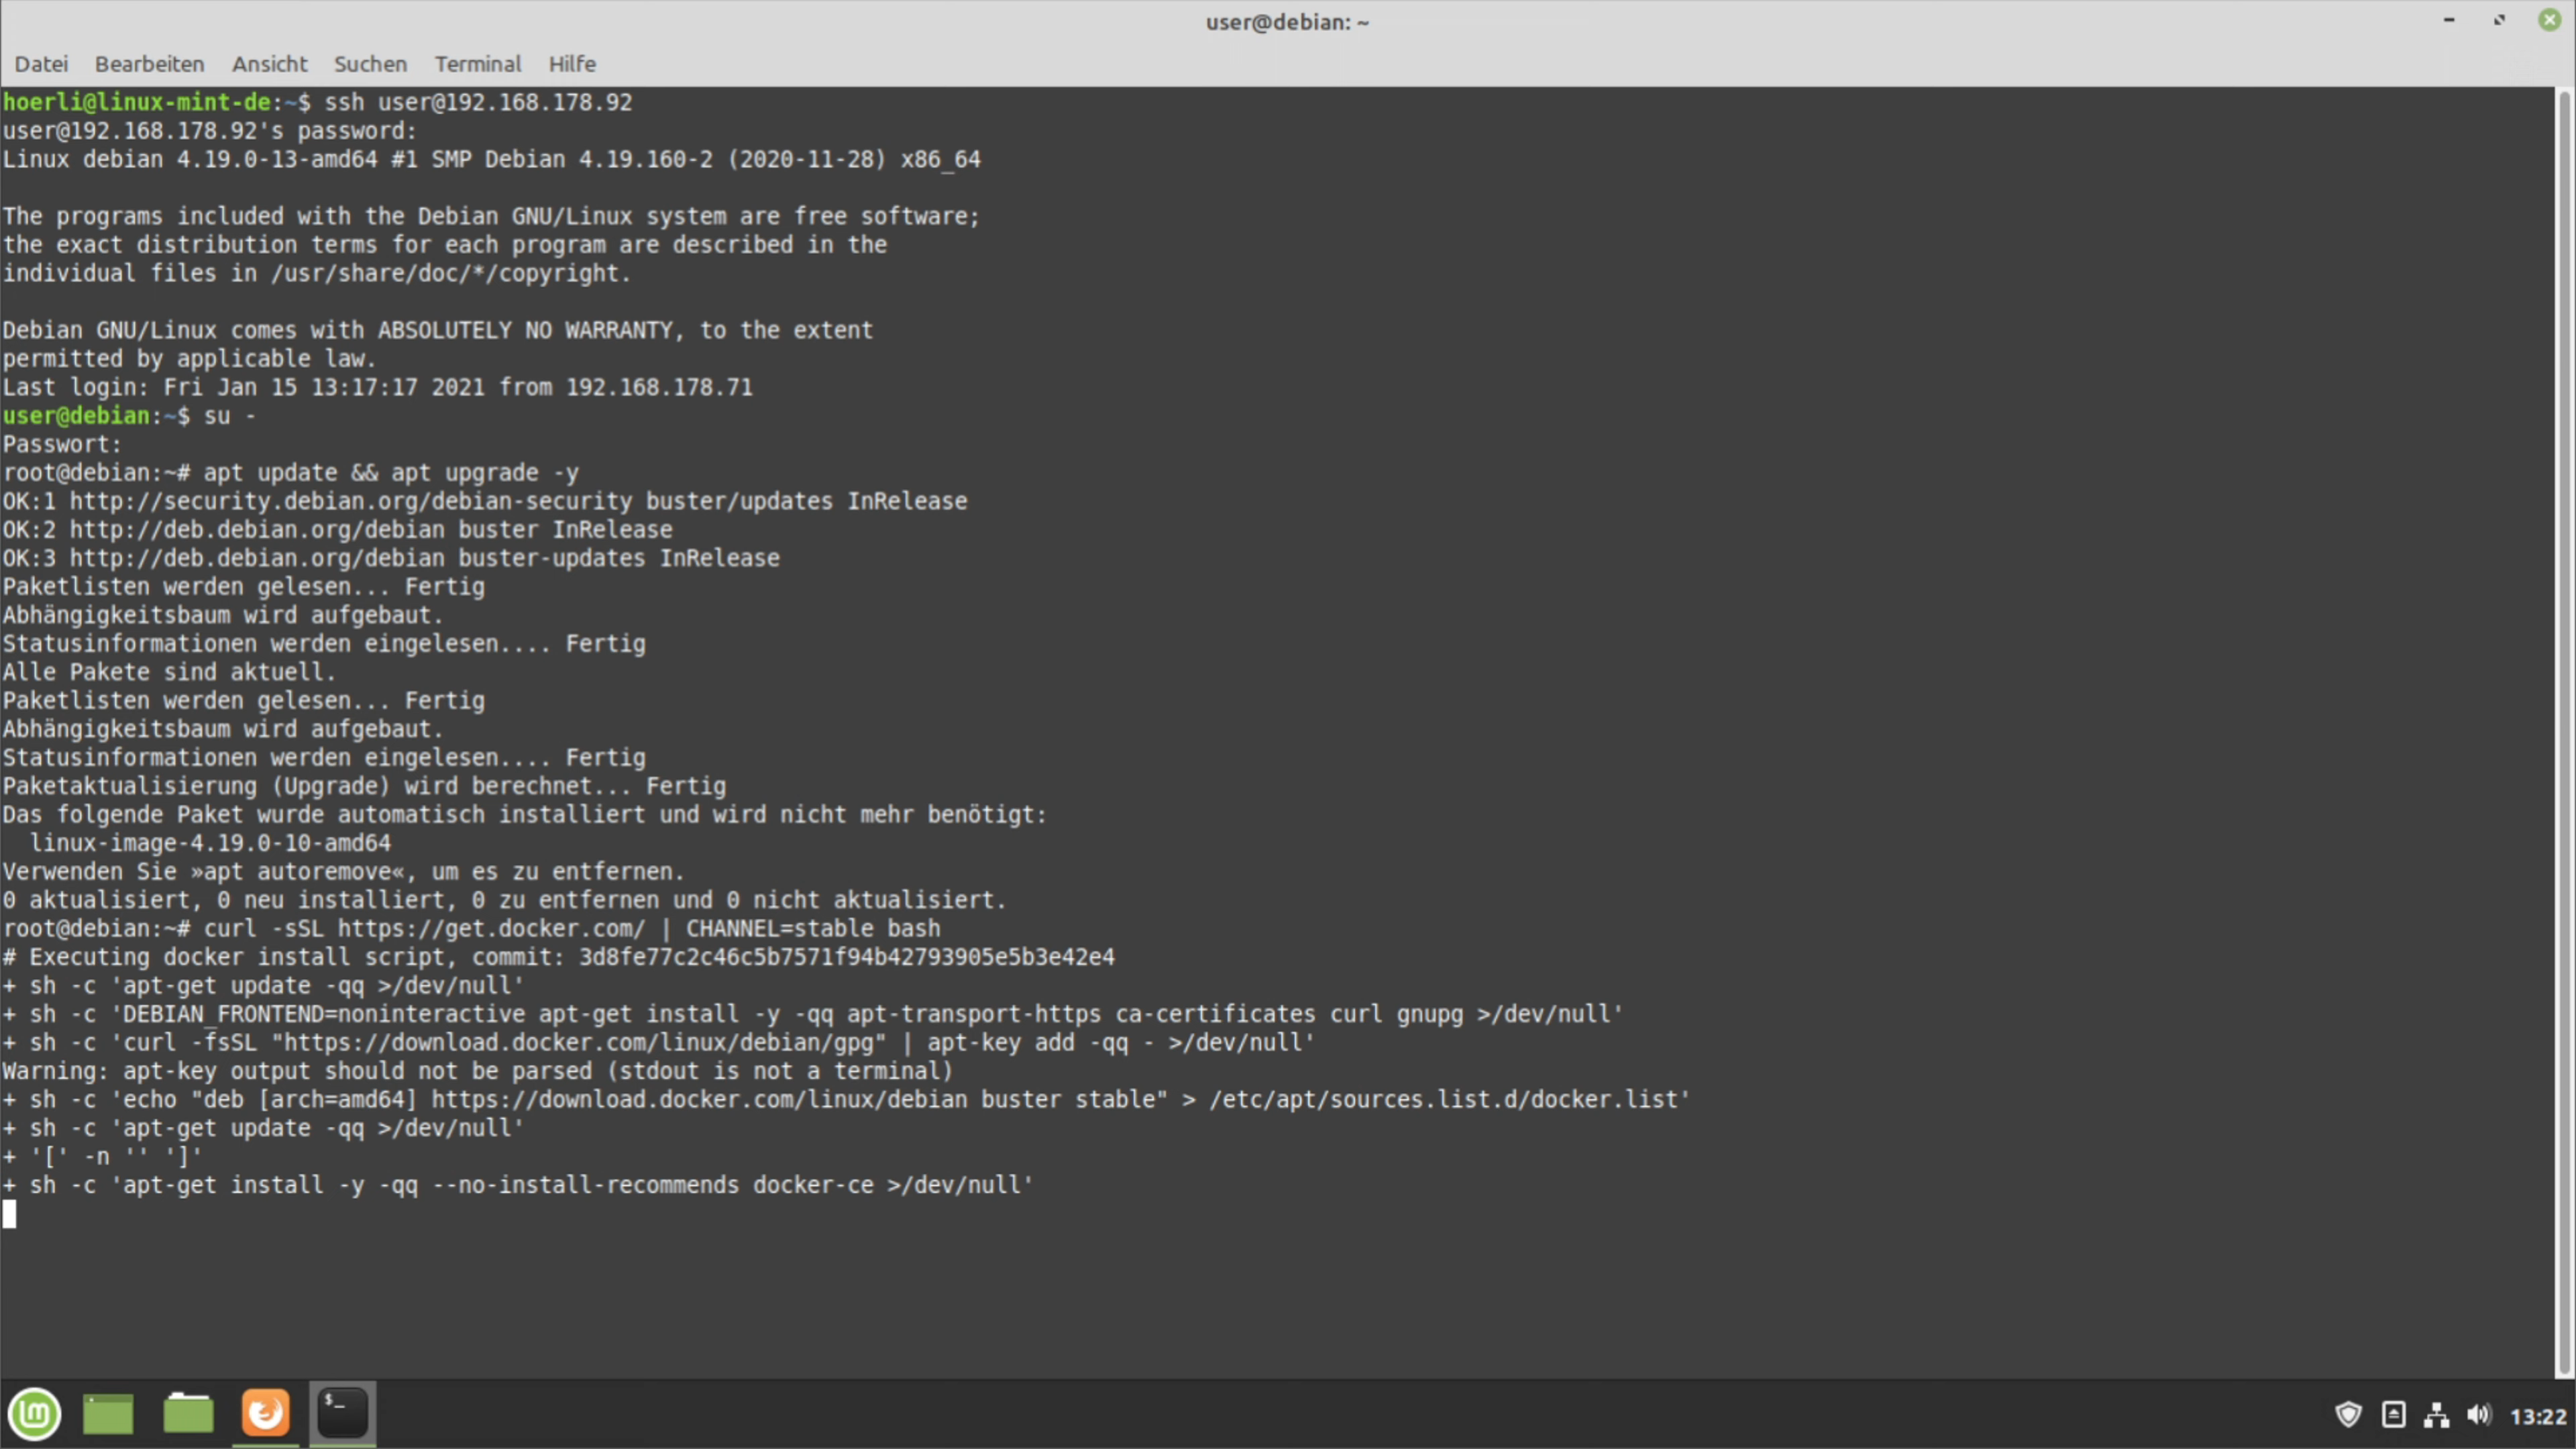 user@debian: ~
Datei Bearbeiten Ansicht Suchen Terminal Hilfe
hoerli@linux-mint-de:~$ ssh user@192.168.178.92
user@192.168.178.92's password:
Linux debian 4.19.0-13-amd64 #1 SMP Debian 4.19.160-2 (2020-11-28) x86_64
The programs included with the Debian GNU/Linux system are free software;
the exact distribution terms for each program are described in the
individual files in /usr/share/doc/*/copyright.
Debian GNU/Linux comes with ABSOLUTELY NO WARRANTY, to the extent
permitted by applicable law.
Last login: Fri Jan 15 13:17:17 2021 from 192.168.178.71
user@debian:~$ su -
Passwort:
root@debian:~# apt update && apt upgrade -y
OK:1 http://security.debian.org/debian-security buster/updates InRelease
OK:2 http://deb.debian.org/debian buster InRelease
OK:3 http://deb.debian.org/debian buster-updates InRelease
Paketlisten werden gelesen... Fertig
Abhängigkeitsbaum wird aufgebaut.
Statusinformationen werden eingelesen.... Fertig
Alle Pakete sind aktuell.
Paketlisten werden gelesen... Fertig
Abhängigkeitsbaum wird aufgebaut.
Statusinformationen werden eingelesen.... Fertig
Paketaktualisierung (Upgrade) wird berechnet... Fertig
Das folgende Paket wurde automatisch installiert und wird nicht mehr benötigt:
linux-image-4.19.0-10-amd64
Verwenden Sie »apt autoremove«, um es zu entfernen.
0 aktualisiert, 0 neu installiert, 0 zu entfernen und 0 nicht aktualisiert.
root@debian:~# curl -sSL https://get.docker.com/ | CHANNEL=stable bash
# Executing docker install script, commit: 3d8fe77c2c46c5b7571f94b42793905e5b3e42e4
+ sh -c 'apt-get update -qq >/dev/null'
+ sh -c 'DEBIAN_FRONTEND=noninteractive apt-get install -y -qq apt-transport-https ca-certificates curl gnupg >/dev/null'
+ sh -c 'curl -fsSL "https://download.docker.com/linux/debian/gpg" | apt-key add -qq - >/dev/null'
Warning: apt-key output should not be parsed (stdout is not a terminal)
+ sh -c 'echo "deb [arch=amd64] https://download.docker.com/linux/debian buster stable" > /etc/apt/sources.list.d/docker.list'
+ sh -c 'apt-get update -qq >/dev/null'
+ '[' -n '' ']'
+ sh -c 'apt-get install -y -qq --no-install-recommends docker-ce >/dev/null'
$_
13:22